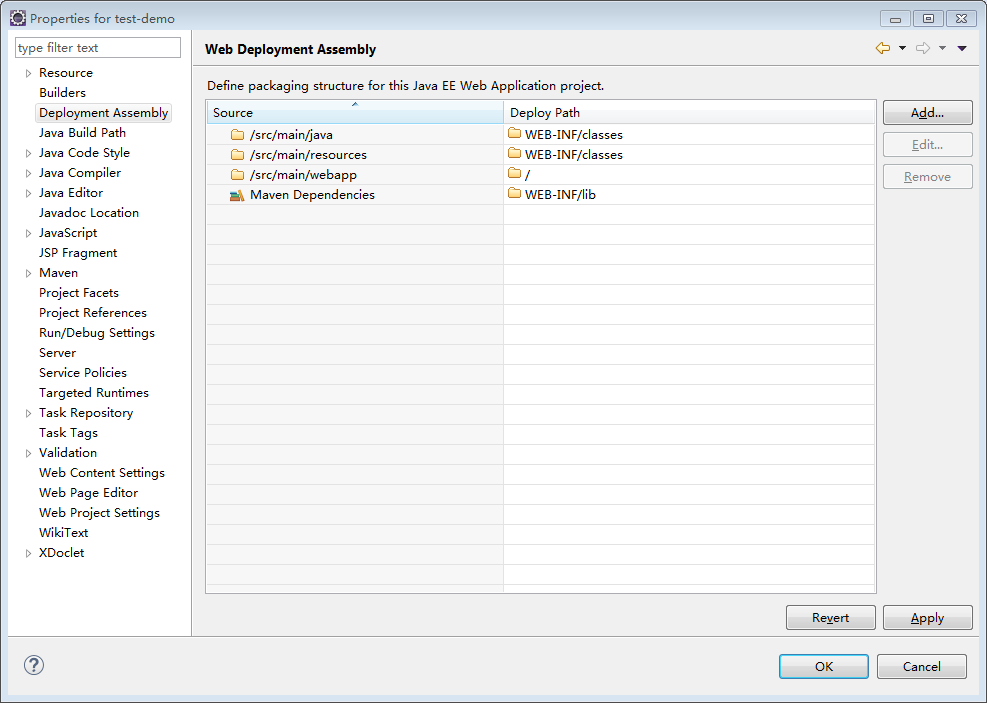 Properties for test-demo
type filter text
Resource
Builders
Deployment Assembly
Java Build Path
Java Code Style
Java Compiler
Java Editor
Javadoc Location
JavaScript
JSP Fragment
Maven
Project Facets
Project References
Run/Debug Settings
Server
Service Policies
Targeted Runtimes
Task Repository
Task Tags
Validation
Web Content Settings
Web Page Editor
Web Project Settings
WikiText
XDoclet
Web Deployment Assembly
Define packaging structure for this Java EE Web Application project.
Source Deploy Path
/src/main/java WEB-INF/classes
/src/main/resources WEB-INF/classes
/src/main/webapp /
Maven Dependencies WEB-INF/lib
Add...
Edit...
Remove
Revert Apply
? OK Cancel